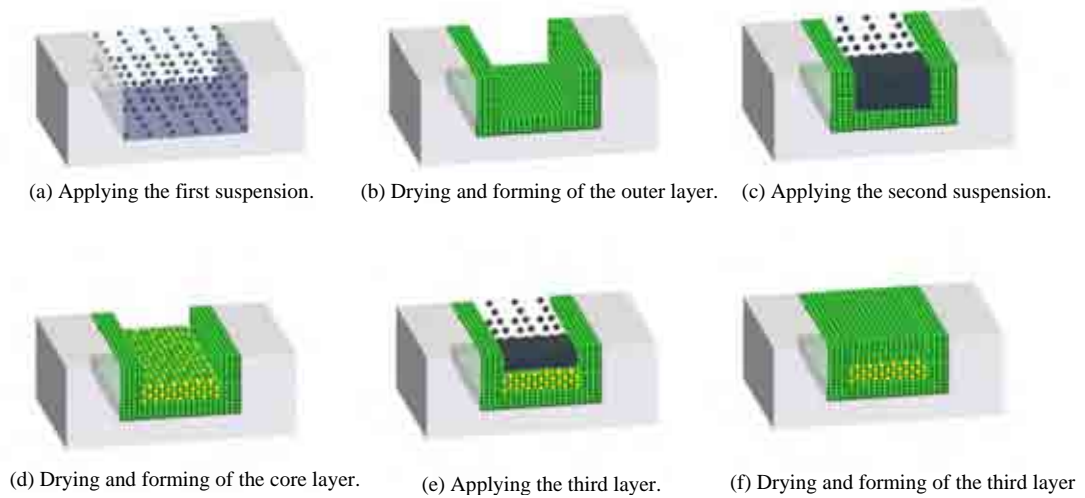 (a) Applying the first suspension.
(b) Drying and forming of the outer layer.
(c) Applying the second suspension.
(d) Drying and forming of the core layer.
(e) Applying the third layer.
(f) Drying and forming of the third layer